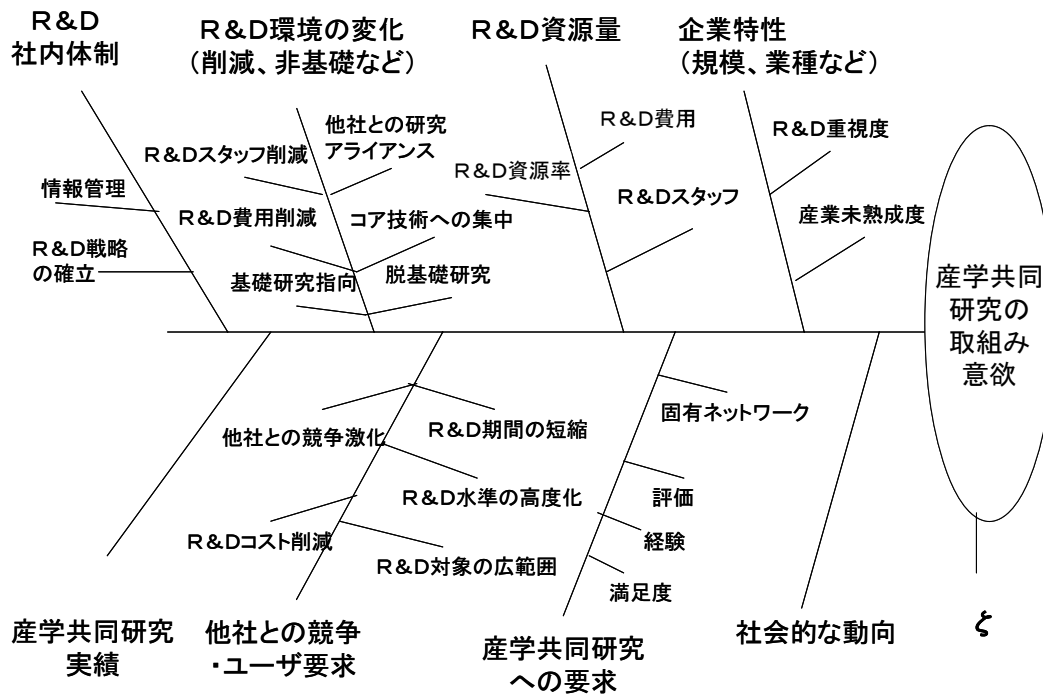 R&D
社内体制
R&D環境の変化
(削減、非基礎など)
R&D資源量
企業特性
(規模、業種など)
R&D費用
R&D重視度
他社との研究
アライアンス
R&Dスタッフ削減
R&D資源率
情報管理
R&Dスタッフ
産業未熟成度
R&D費用削減
コア技術への集中
R&D戦略
の確立
基礎研究指向
脱基礎研究
産学共同
研究の
取組み
意欲
固有ネットワーク
他社との競争激化
R&D期間の短縮
R&D水準の高度化
評価
R&Dコスト削減
経験
R&D対象の広範囲
満足度
産学共同研究
実績
他社との競争
・ユーザ要求
産学共同研究
への要求
社会的な動向
ζ